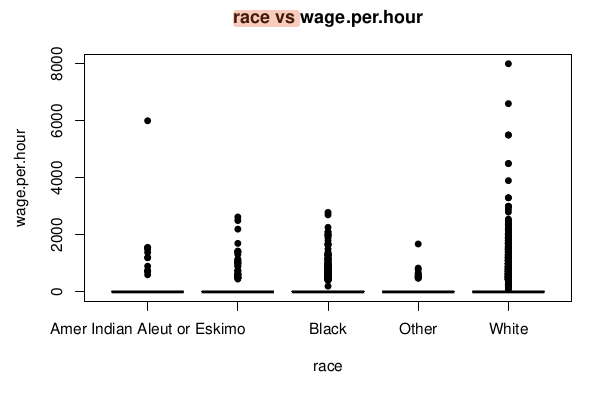 race vs wage.per.hour
8000
6000
4000
2000
0
wage.per.hour
Amer Indian Aleut or Eskimo
Black
Other
White
race